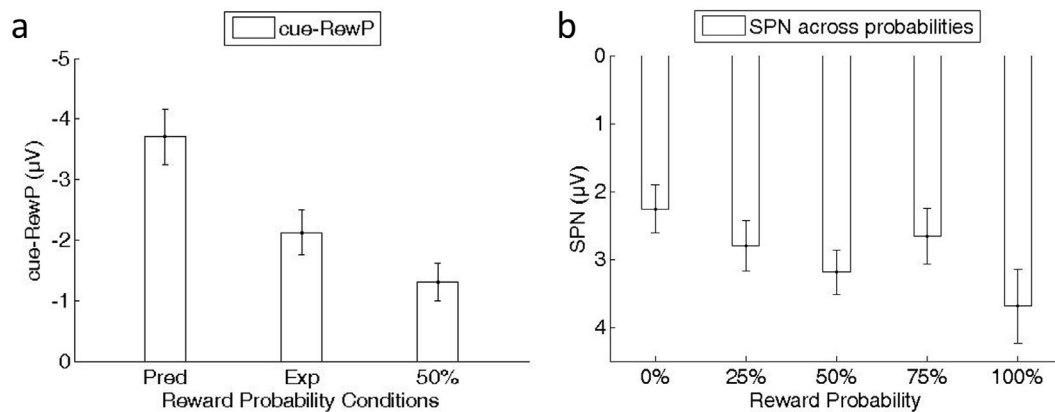 a
cue-RewP
-5
-4
-3
-2
-1
0
cue-RewP (µV)
Pred Exp 50%
Reward Probability Conditions
b
SPN across probabilities
0
1
2
3
4
SPN (µV)
0% 25% 50% 75% 100%
Reward Probability